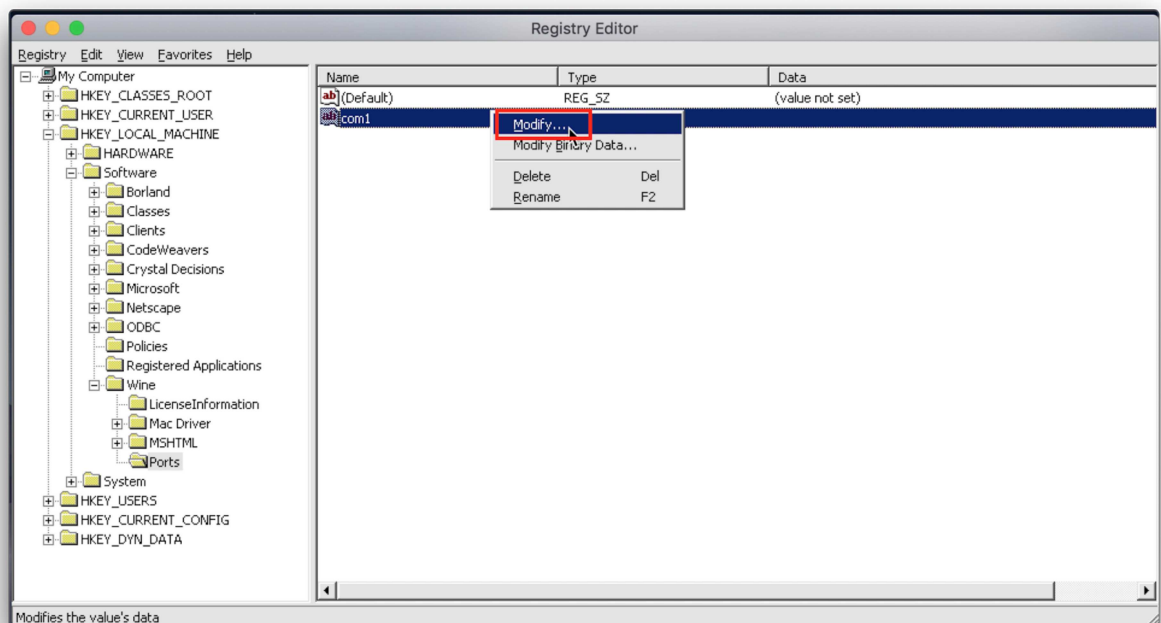 Registry Editor
Registry Edit View Favorites Help
My Computer
HKEY_CLASSES_ROOT
HKEY_CURRENT_USER
HKEY_LOCAL_MACHINE
HARDWARE
Software
Borland
Classes
Clients
CodeWeavers
Crystal Decisions
Microsoft
Netscape
ODBC
Policies
Registered Applications
Wine
LicenseInformation
Mac Driver
MSHTML
Ports
System
HKEY_USERS
HKEY_CURRENT_CONFIG
HKEY_DYN_DATA
Name Type Data
ab (Default) REG_SZ (value not set)
ab com1
Modify...
Modify Binary Data...
Delete Del
Rename F2
Modifies the value's data